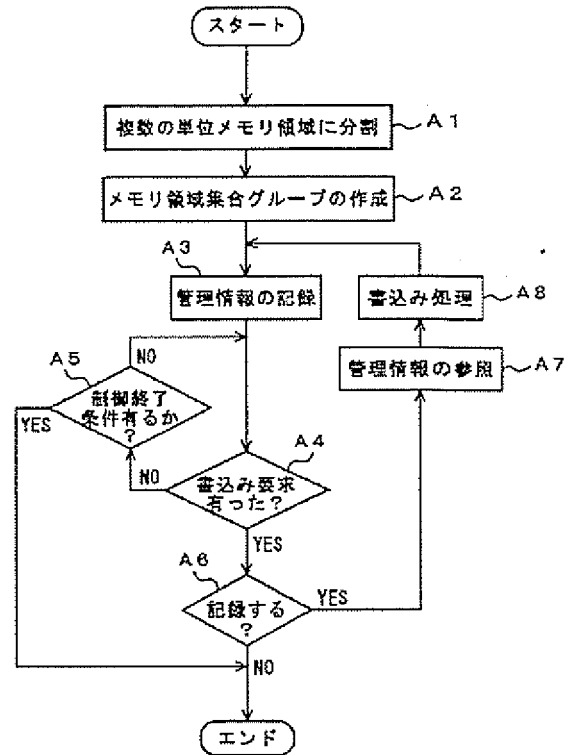 スタート
複数の単位メモリ領域に分割
A1
メモリ領域集合グループの作成
A2
A3
管理情報の記録
書込み処理
A8
管理情報の参照
A7
A5
NO
制御終了
条件有るか
?
YES
A4
書込み要求
有った?
NO
YES
A6
記録する
?
YES
NO
エンド